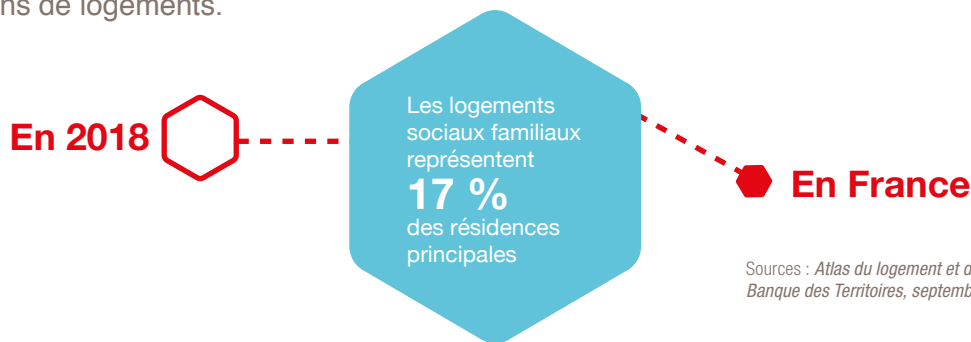 ns de logements.
En 2018
Les logements
sociaux familiaux
représentent
17 %
des résidences
principales
En France
Sources : Atlas du logement et d
Banque des Territoires, septemb